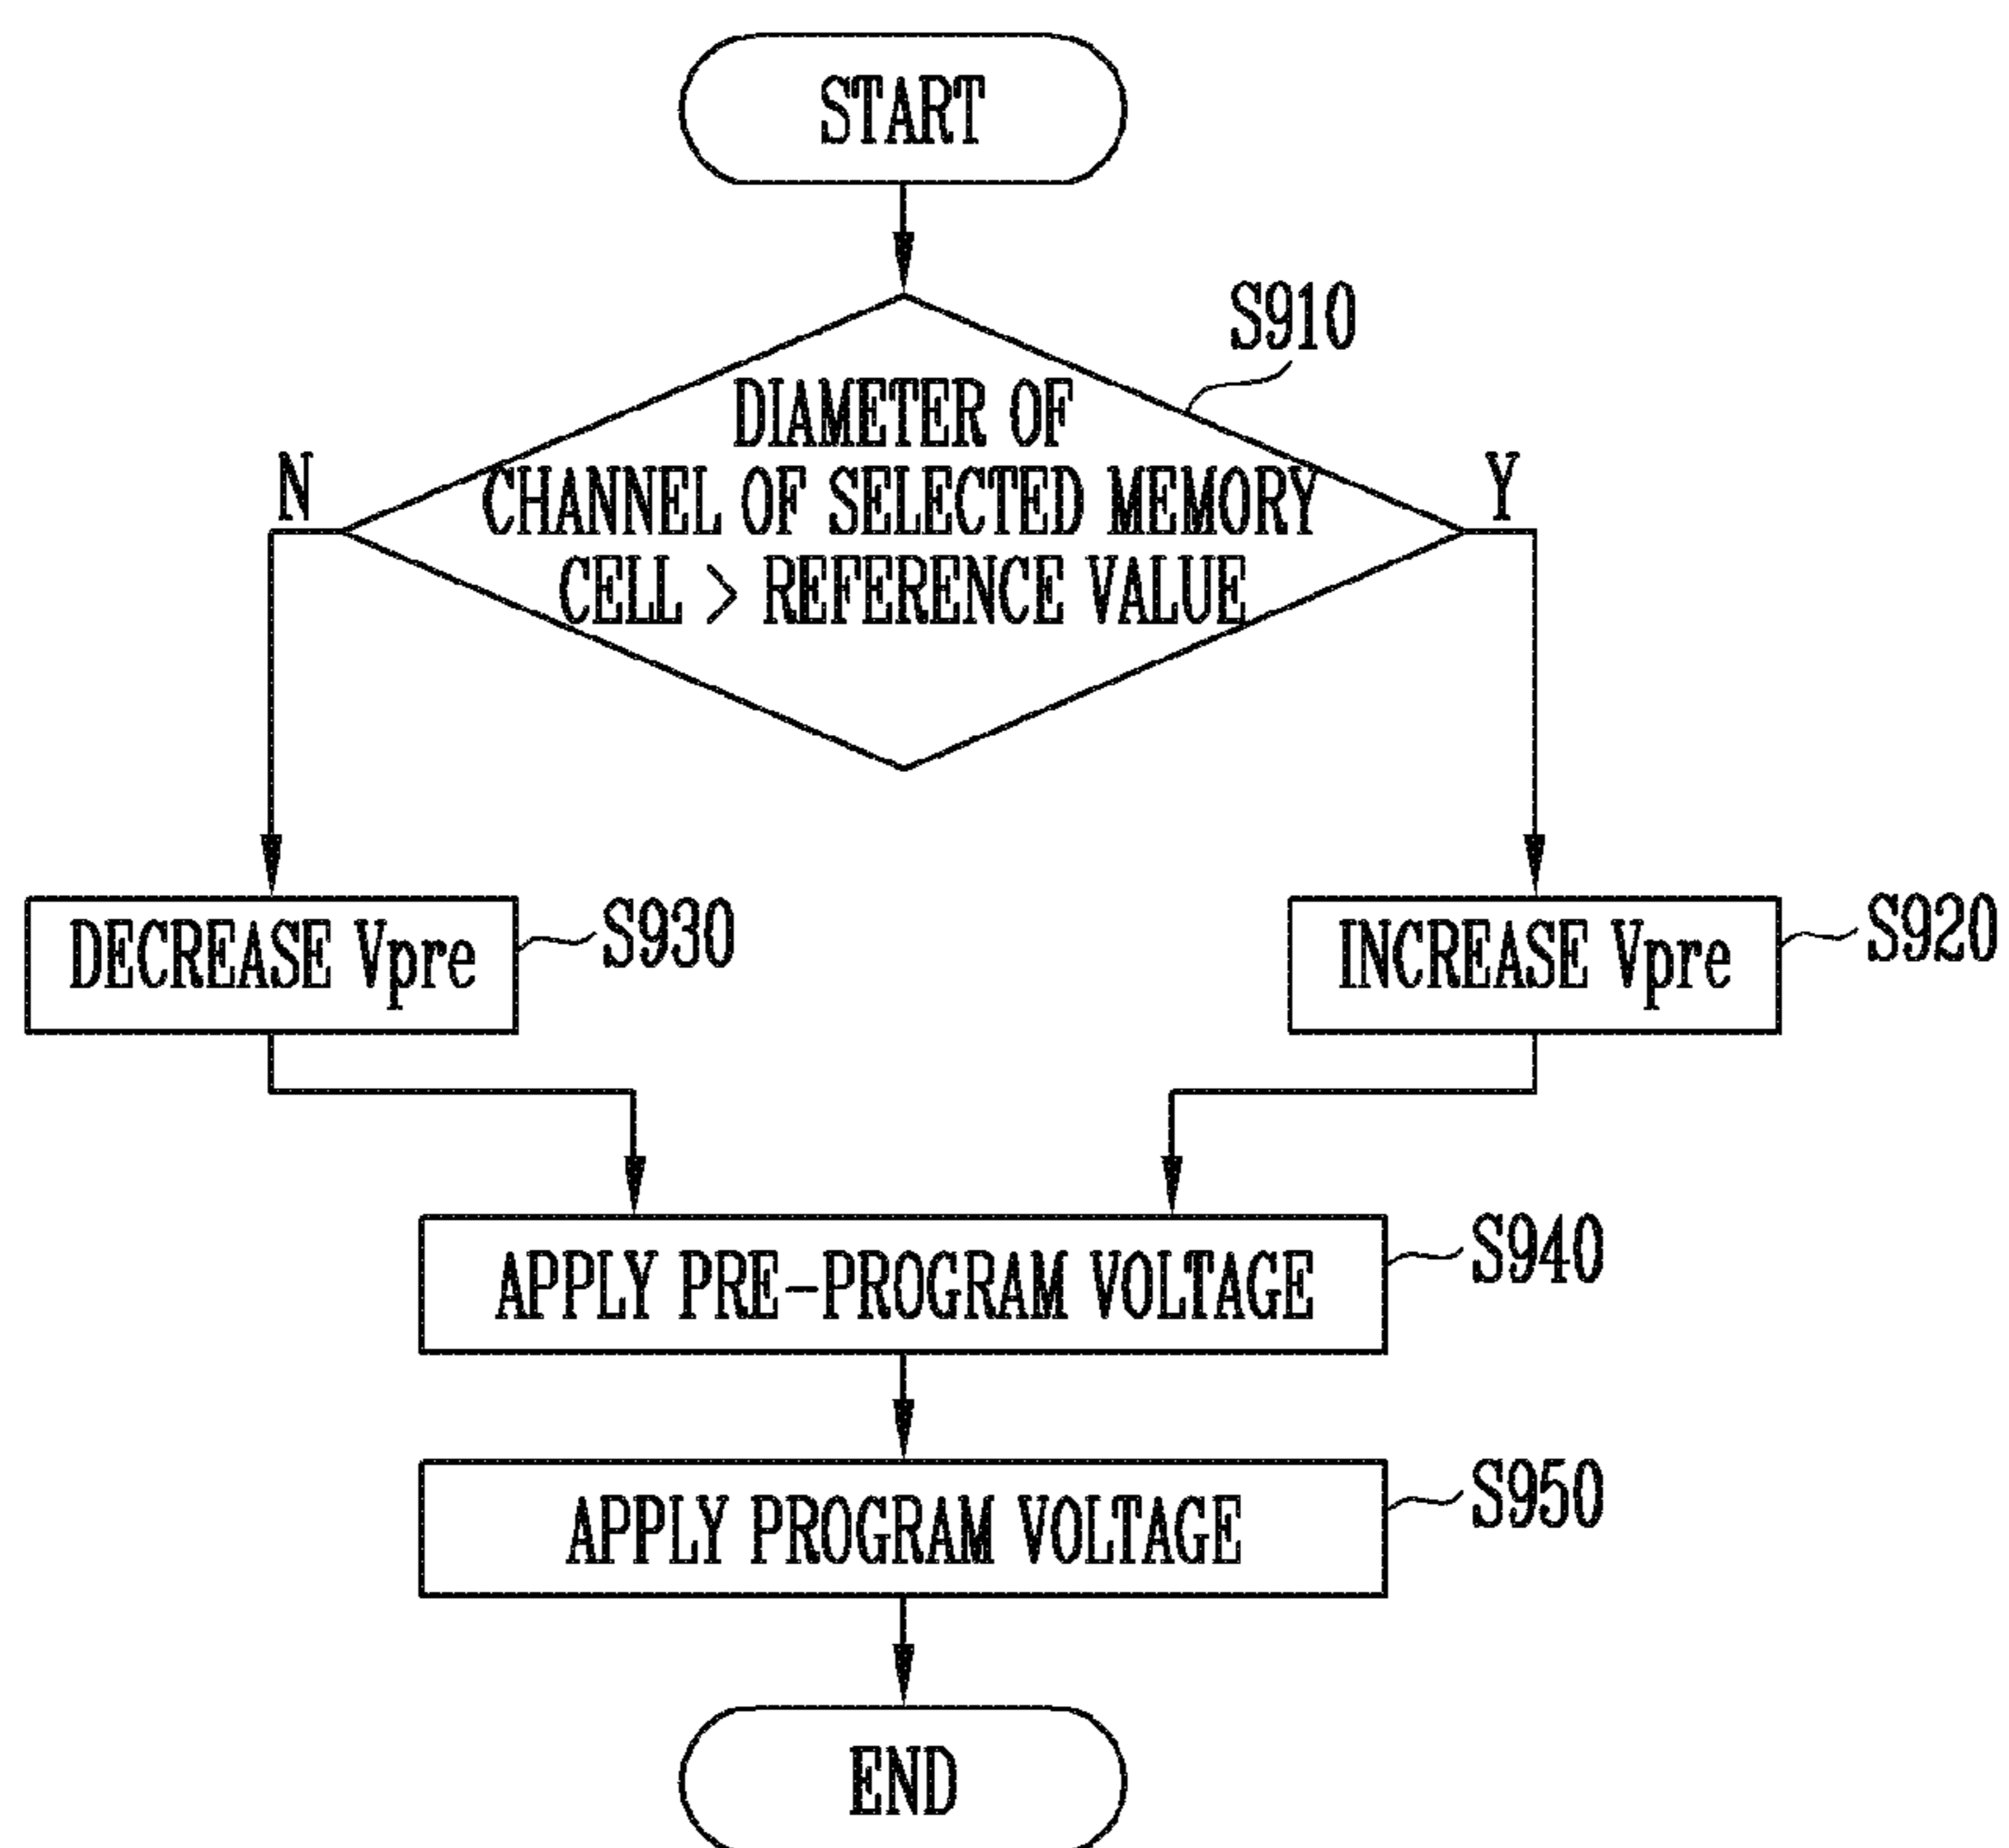 START
S910
DIAMETER OF
CHANNEL OF SELECTED MEMORY
CELL > REFERENCE VALUE
N
Y
DECREASE Vpre
S930
INCREASE Vpre
S920
APPLY PRE-PROGRAM VOLTAGE
S940
APPLY PROGRAM VOLTAGE
S950
END